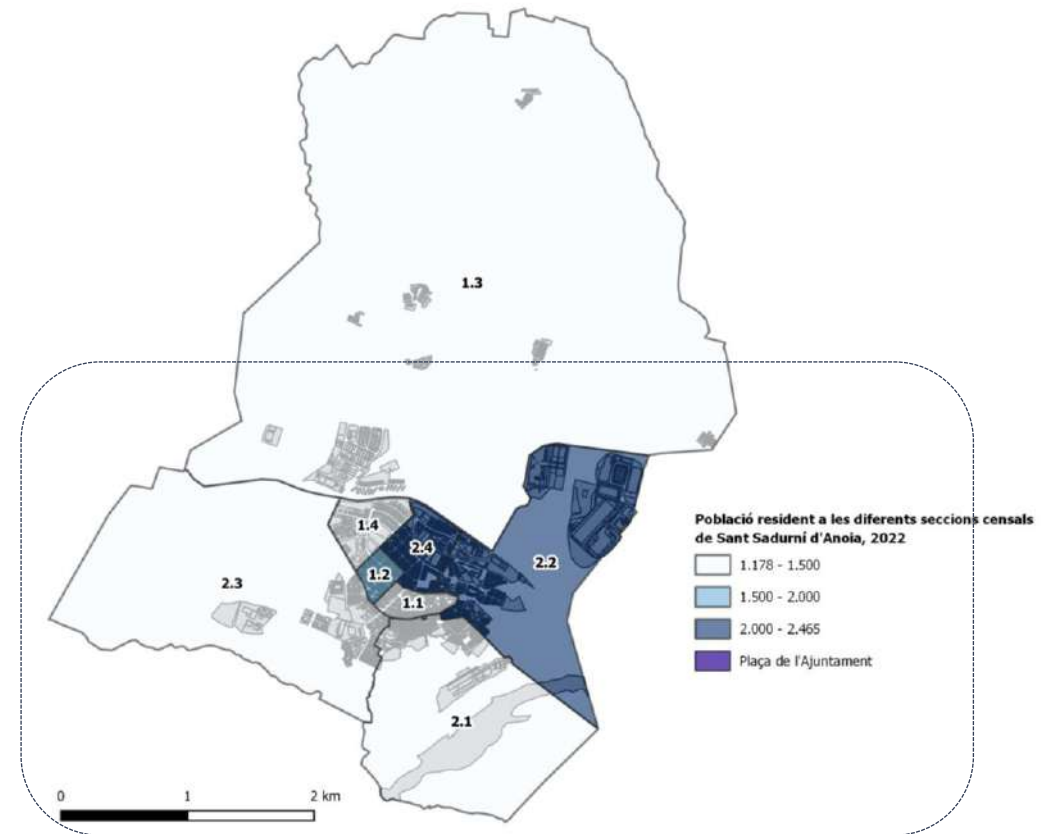 1.3
1.4
2.4
2.2
1.2
2.3
1.1
2.1
Població resident a les diferents seccions censals
de Sant Sadurní d'Anoia, 2022
1.178 - 1.500
1.500 - 2.000
2.000 - 2.465
Plaça de l'Ajuntament
0 1 2 km